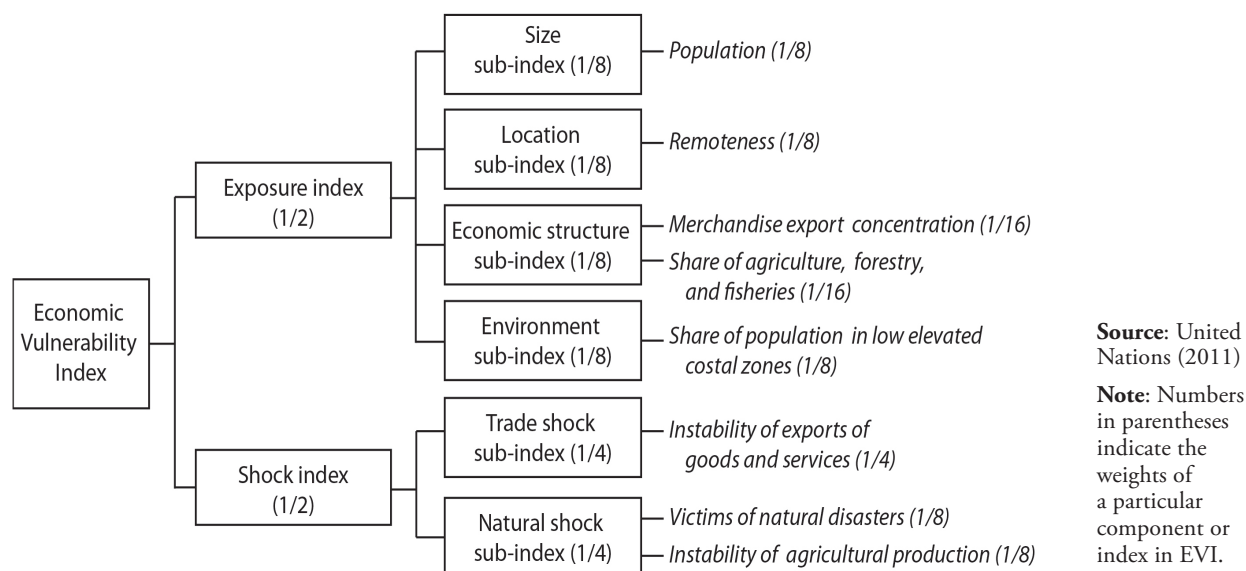 Economic
Vulnerability
Index
Exposure index
(1/2)
Size
sub-index (1/8)
Population (1/8)
Location
sub-index (1/8)
Remoteness (1/8)
Economic structure
sub-index (1/8)
Merchandise export concentration (1/16)
Share of agriculture, forestry,
and fisheries (1/16)
Environment
sub-index (1/8)
Share of population in low elevated
costal zones (1/8)
Shock index
(1/2)
Trade shock
sub-index (1/4)
Instability of exports of
goods and services (1/4)
Natural shock
sub-index (1/4)
Victims of natural disasters (1/8)
Instability of agricultural production (1/8)
Source: United
Nations (2011)
Note: Numbers
in parentheses
indicate the
weights of
a particular
component or
index in EVI.